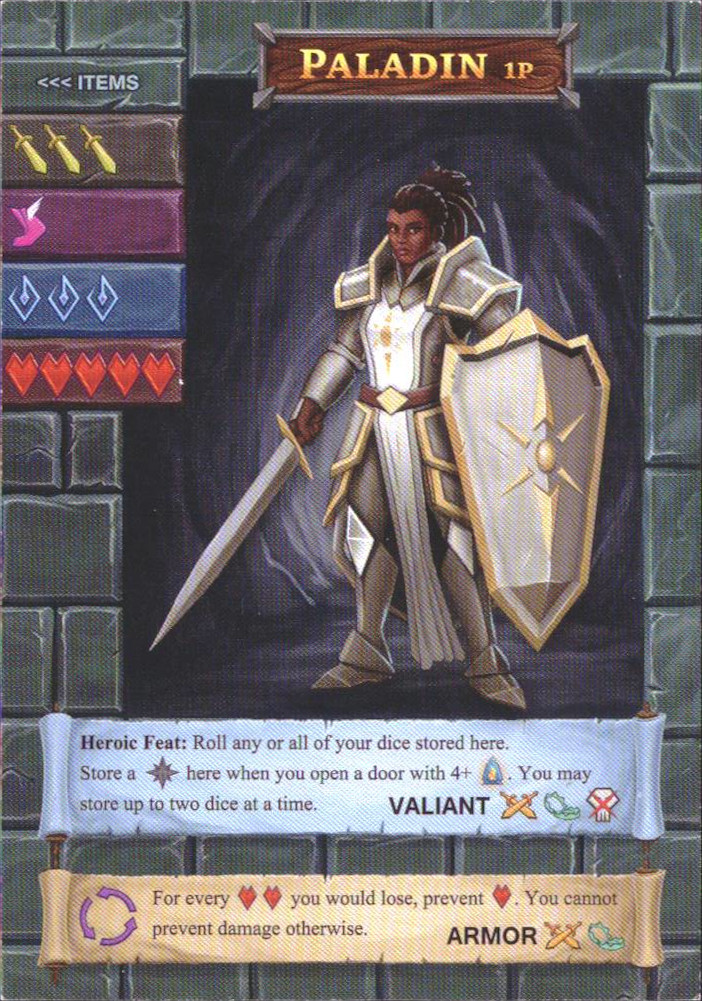 PALADIN 1P
<<< ITEMS
Heroic Feat: Roll any or all of your dice stored here.
Store a here when you open a door with 4+ . You may
store up to two dice at a time. VALIANT
For every you would lose, prevent . You cannot
prevent damage otherwise. ARMOR